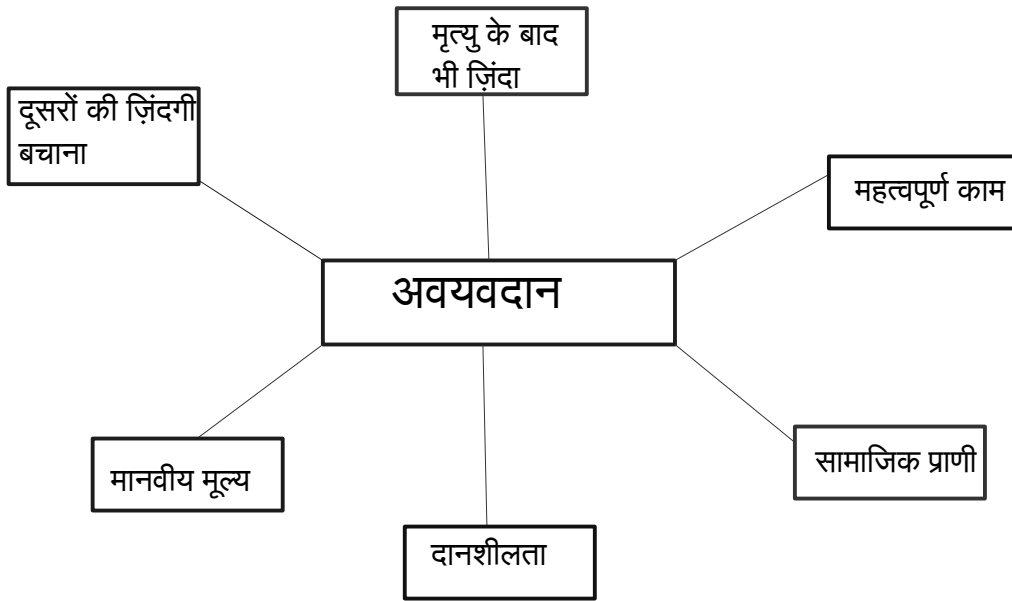 मृत्यु के बाद
भी ज़िंदा
दूसरों की ज़िंदगी
बचाना
महत्वपूर्ण काम
अवयवदान
सामाजिक प्राणी
मानवीय मूल्य
दानशीलता